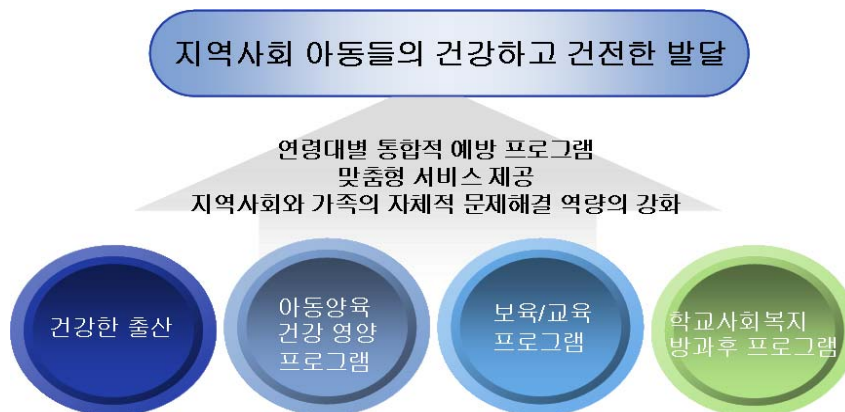 지역사회 아동들의 건강하고 건전한 발달
연령대별 통합적 예방 프로그램
맞춤형 서비스 제공
지역사회와 가족의 자체적 문제해결 역량의 강화
건강한 출산
아동양육
건강 영양
프로그램
보육/교육
프로그램
학교사회복지
방과후 프로그램